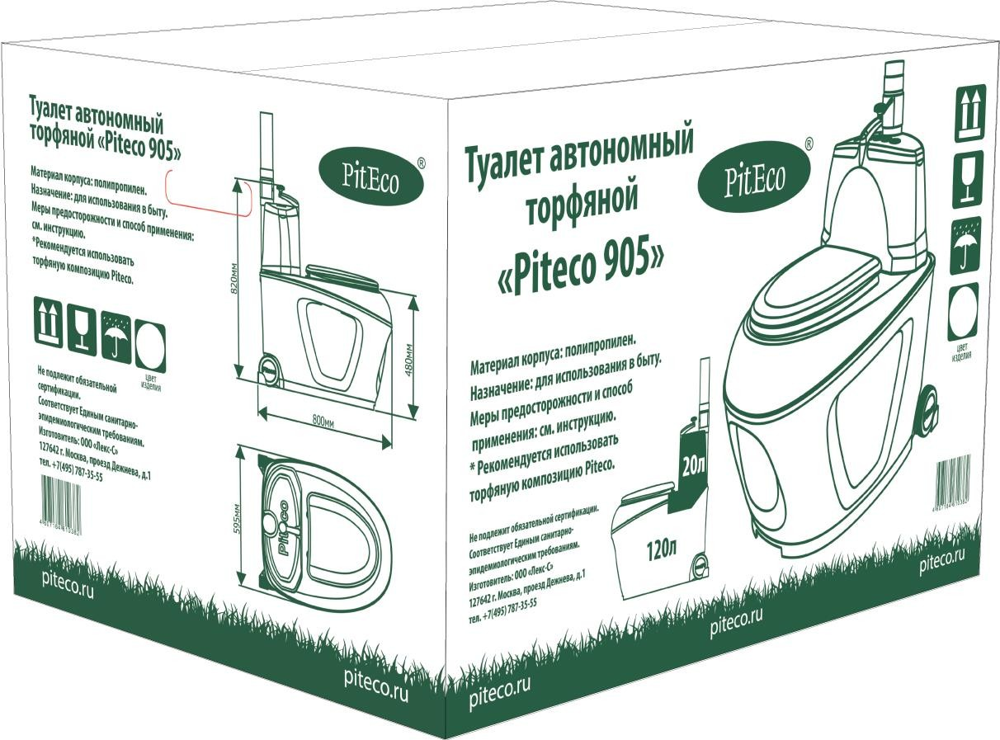 Туалет автономный
торфяной «Piteco 905»
PitEco®
Материал корпуса: полипропилен.
Назначение: для использования в быту.
Меры предосторожности и способ применения:
см. инструкцию.
*Рекомендуется использовать
торфяную композицию Piteco.
820мм
480мм
800мм
цвет
изделия
Не подлежит обязательной
сертификации.
Соответствует Единым санитарно-
эпидемиологическим требованиям.
Изготовитель: ООО «Лекс-С»
127642 г. Москва, проезд Дежнева, д.1
тел. +7(495) 787-35-55
595мм
Piteco
piteco.ru
piteco.ru
Туалет автономный
торфяной
«Piteco 905»
PitEco®
Материал корпуса: полипропилен.
Назначение: для использования в быту.
Меры предосторожности и способ
применения: см. инструкцию.
* Рекомендуется использовать
торфяную композицию Piteco.
20л
120л
цвет
изделия
Не подлежит обязательной сертификации.
Соответствует Единым санитарно-
эпидемиологическим требованиям.
Изготовитель: ООО «Лекс-С»
127642 г. Москва, проезд Дежнева, д.1
тел. +7(495) 787-35-55
piteco.ru
piteco.ru
piteco.ru